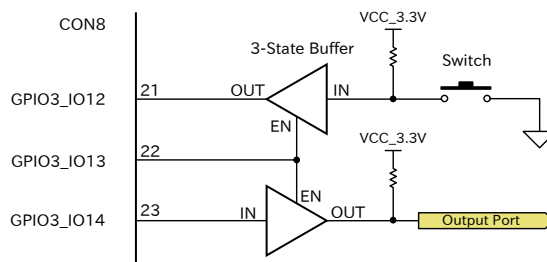 CON8
VCC_3.3V
3-State Buffer
Switch
GPIO3_IO12
21
OUT
IN
EN
GPIO3_IO13
22
VCC_3.3V
EN
GPIO3_IO14
23
IN
OUT
Output Port